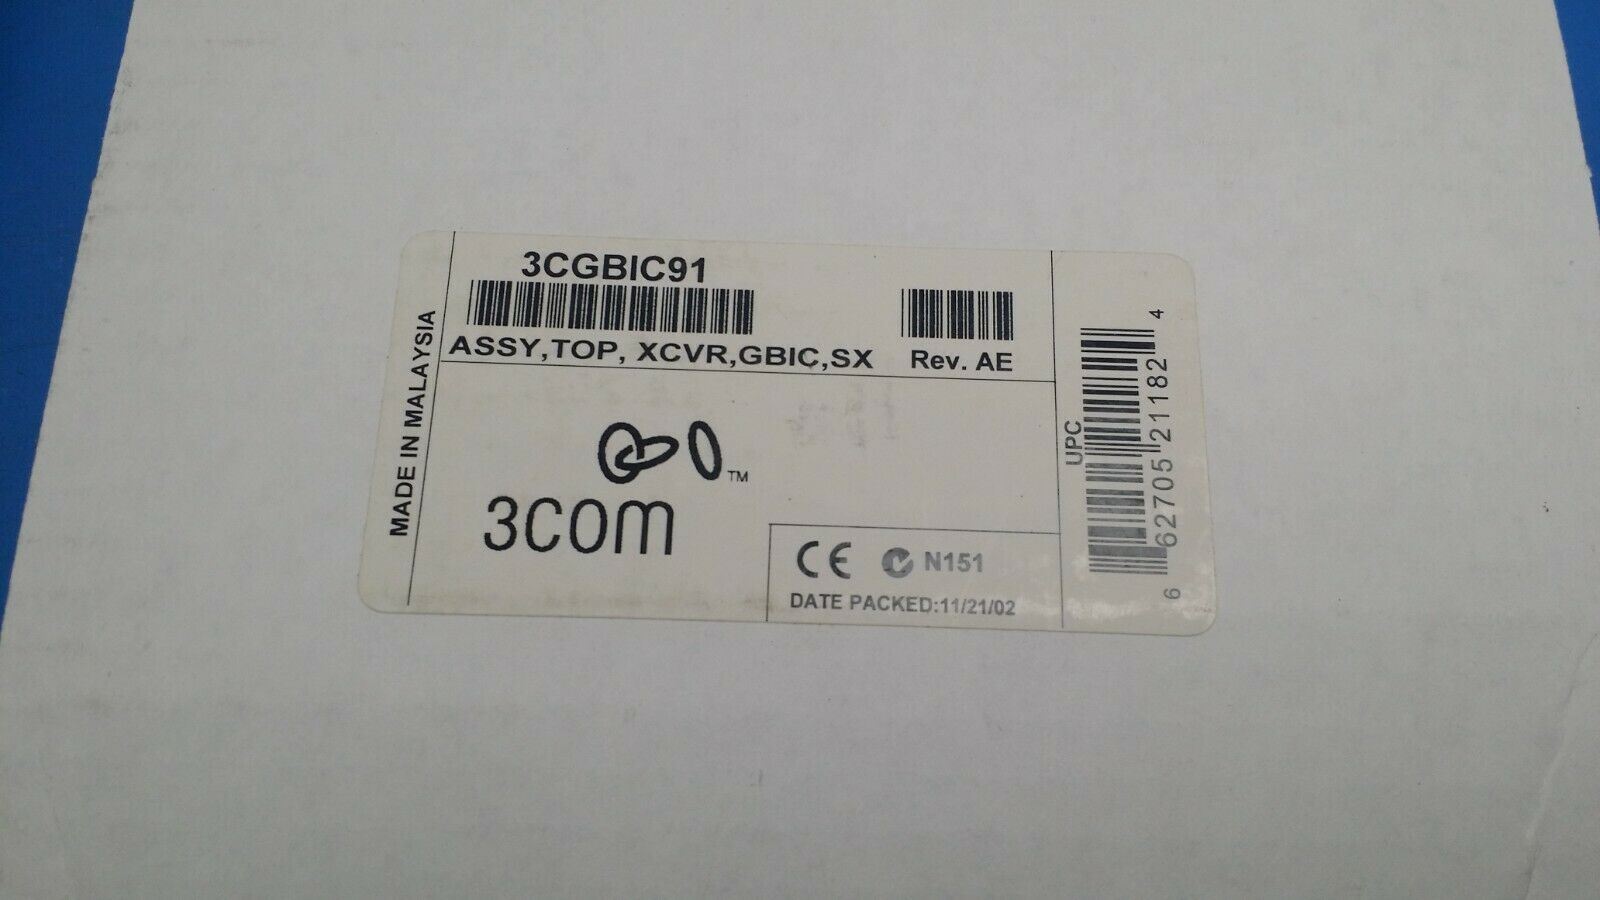 3CGBIC91
ASSY,TOP, XCVR,GBIC,SX
Rev. AE
MADE IN MALAYSIA
TM
3COM
CE N151
DATE PACKED:11/21/02
UPC
6 62705 21182 4